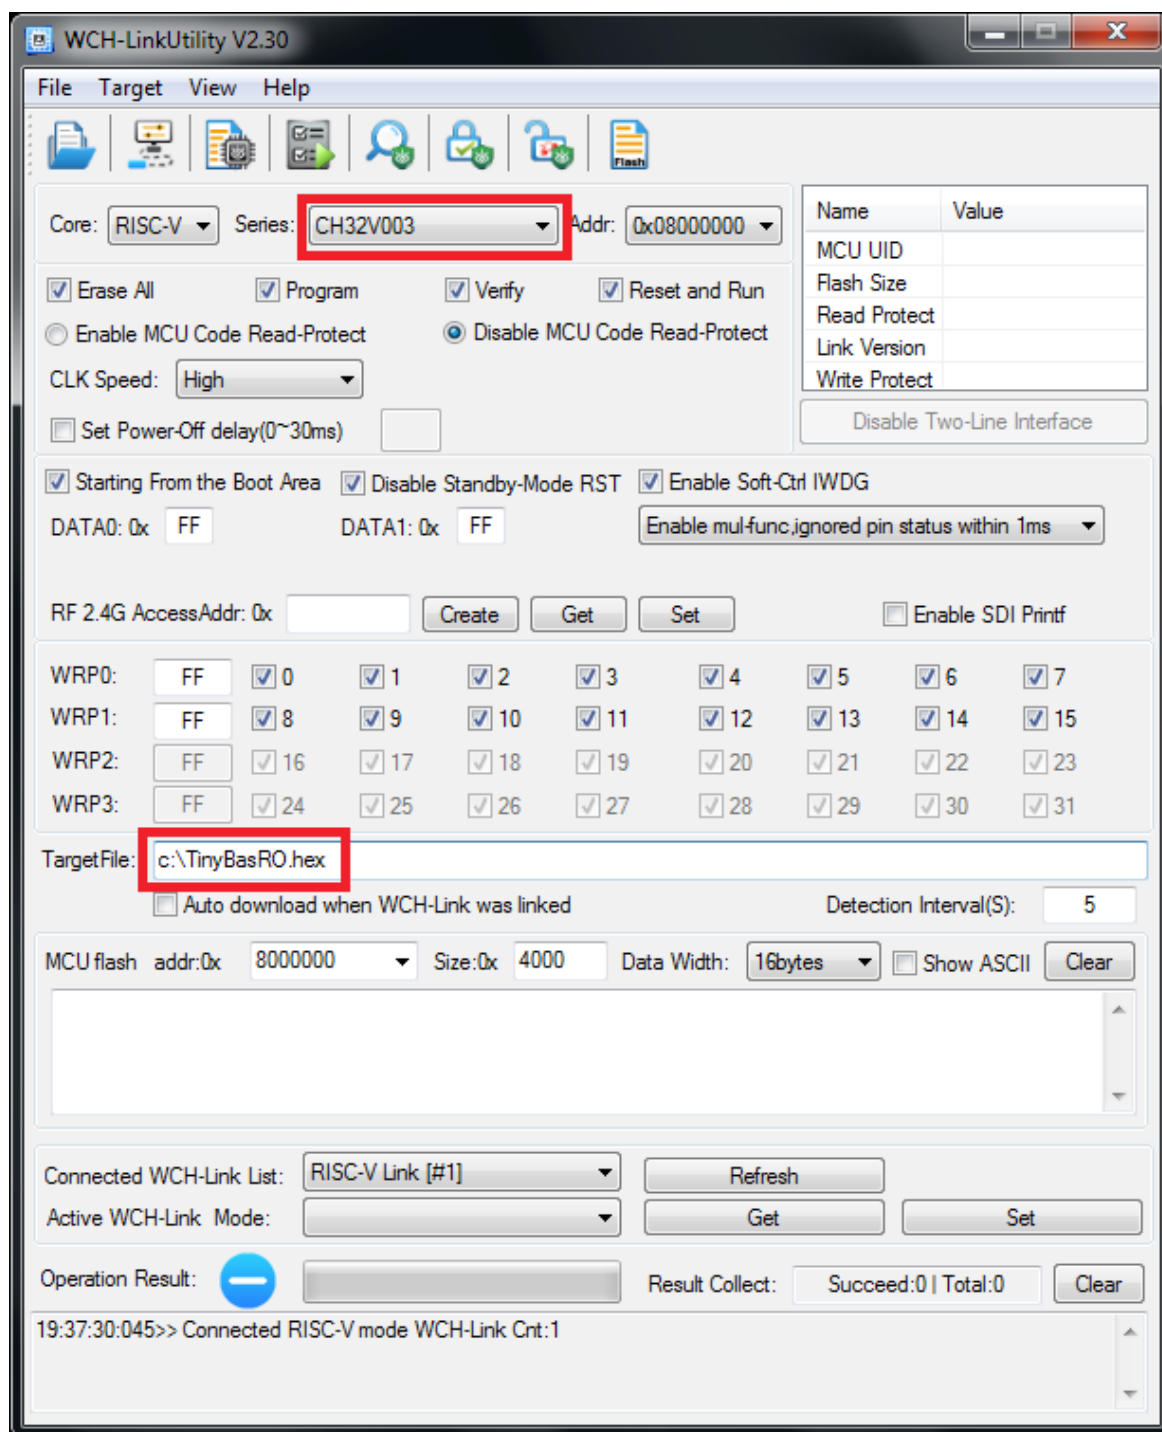 WCH-LinkUtility V2.30
File Target View Help
Flash
Core: RISC-V Series: CH32V003 Addr: 0x08000000
Name Value
MCU UID
Flash Size
Read Protect
Link Version
Write Protect
Erase All Program Verify Reset and Run
Enable MCU Code Read-Protect Disable MCU Code Read-Protect
CLK Speed: High
Set Power-Off delay(0~30ms)
Disable Two-Line Interface
Starting From the Boot Area Disable Standby-Mode RST Enable Soft-Ctrl IWDG
DATA0: 0x FF DATA1: 0x FF Enable mul-func,ignored pin status within 1ms
RF 2.4G AccessAddr: 0x Create Get Set Enable SDI Printf
WRP0: FF 0 1 2 3 4 5 6 7
WRP1: FF 8 9 10 11 12 13 14 15
WRP2: FF 16 17 18 19 20 21 22 23
WRP3: FF 24 25 26 27 28 29 30 31
TargetFile: c:\TinyBasRO.hex
Auto download when WCH-Link was linked Detection Interval(S): 5
MCU flash addr:0x 8000000 Size:0x 4000 Data Width: 16bytes Show ASCII Clear
Connected WCH-Link List: RISC-V Link [#1] Refresh
Active WCH-Link Mode: Get Set
Operation Result: Result Collect: Succeed:0 | Total:0 Clear
19:37:30:045>> Connected RISC-V mode WCH-Link Cnt:1